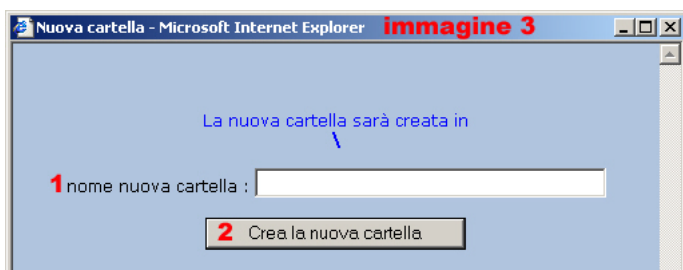 Nuova cartella - Microsoft Internet Explorer immagine 3
La nuova cartella sarà creata in
\
1 nome nuova cartella :
2 Crea la nuova cartella